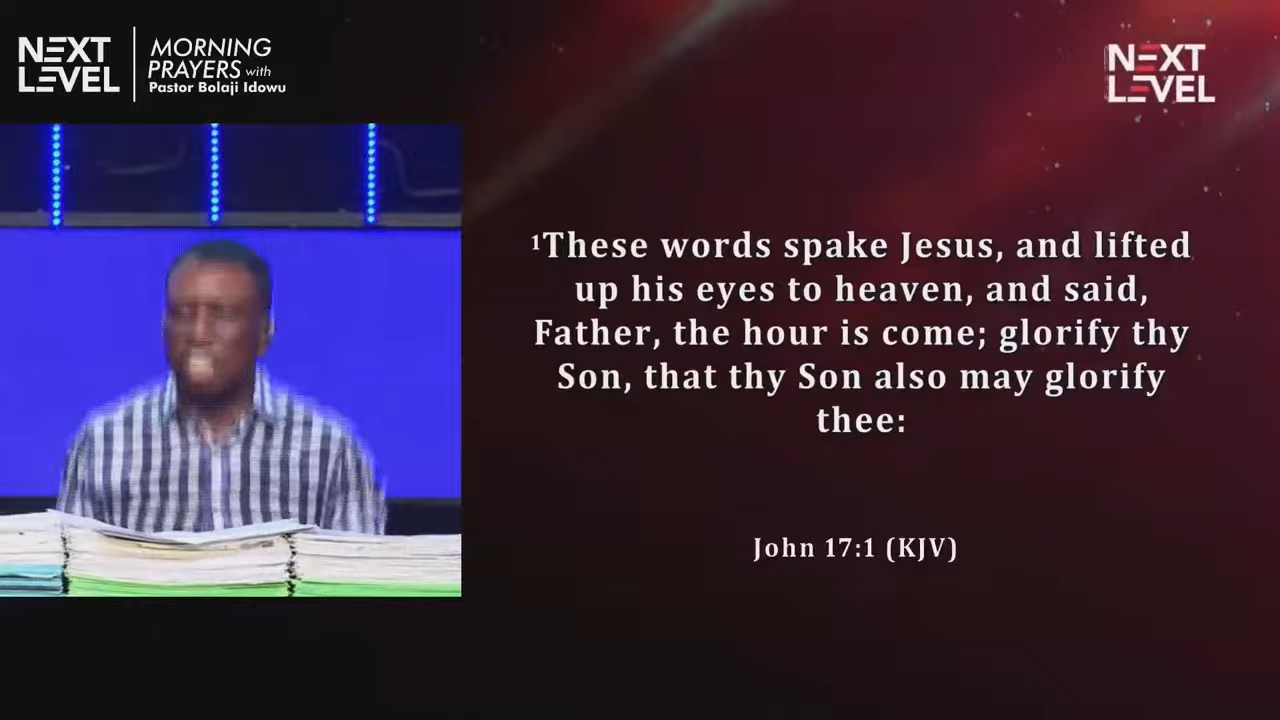 NEXT
LEVEL
MORNING
PRAYERS with
Pastor Bolaji Idowu
NEXT
LEVEL
¹These words spake Jesus, and lifted
up his eyes to heaven, and said,
Father, the hour is come; glorify thy
Son, that thy Son also may glorify
thee:
John 17:1 (KJV)